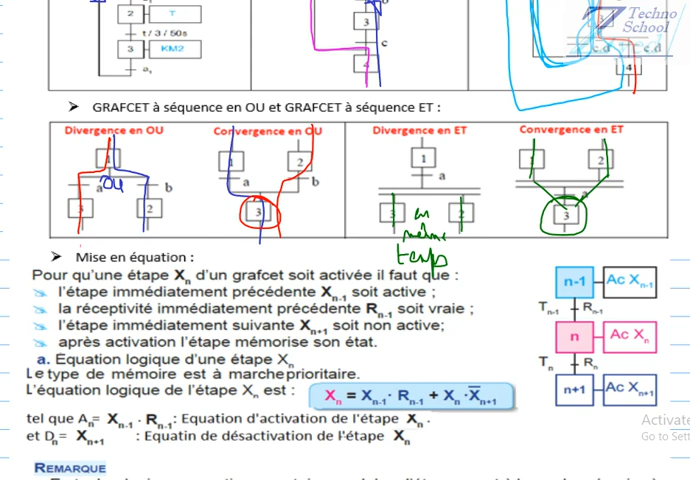 Techno
School
2 T
t / 3 / 50s
3 KM2
a₁
3
c
4
c.d c.d
4
➤ GRAFCET à séquence en OU et GRAFCET à séquence ET :
Divergence en OU Convergence en OU Divergence en ET Convergence en ET
1 1 2 1 1 2
a OU b a b a a
3 2 3 3 en même temps 2 3
➤ Mise en équation :
Pour qu'une étape Xn d'un grafcet soit activée il faut que :
l'étape immédiatement précédente Xn-1 soit active ;
la réceptivité immédiatement précédente Rn-1 soit vraie ;
l'étape immédiatement suivante Xn+1 soit non active;
après activation l'étape mémorise son état.
a. Equation logique d'une étape Xn
Le type de mémoire est à marche prioritaire.
L'équation logique de l'étape Xn est : Xn = Xn-1 · Rn-1 + Xn · X̅n+1
tel que An= Xn-1 · Rn-1: Equation d'activation de l'étape Xn .
et Dn= Xn+1 : Equatin de désactivation de l'étape Xn
n-1 Ac Xn-1
Tn-1 Rn-1
n Ac Xn
Tn Rn
n+1 Ac Xn+1
Activate
Go to Sett
REMARQUE